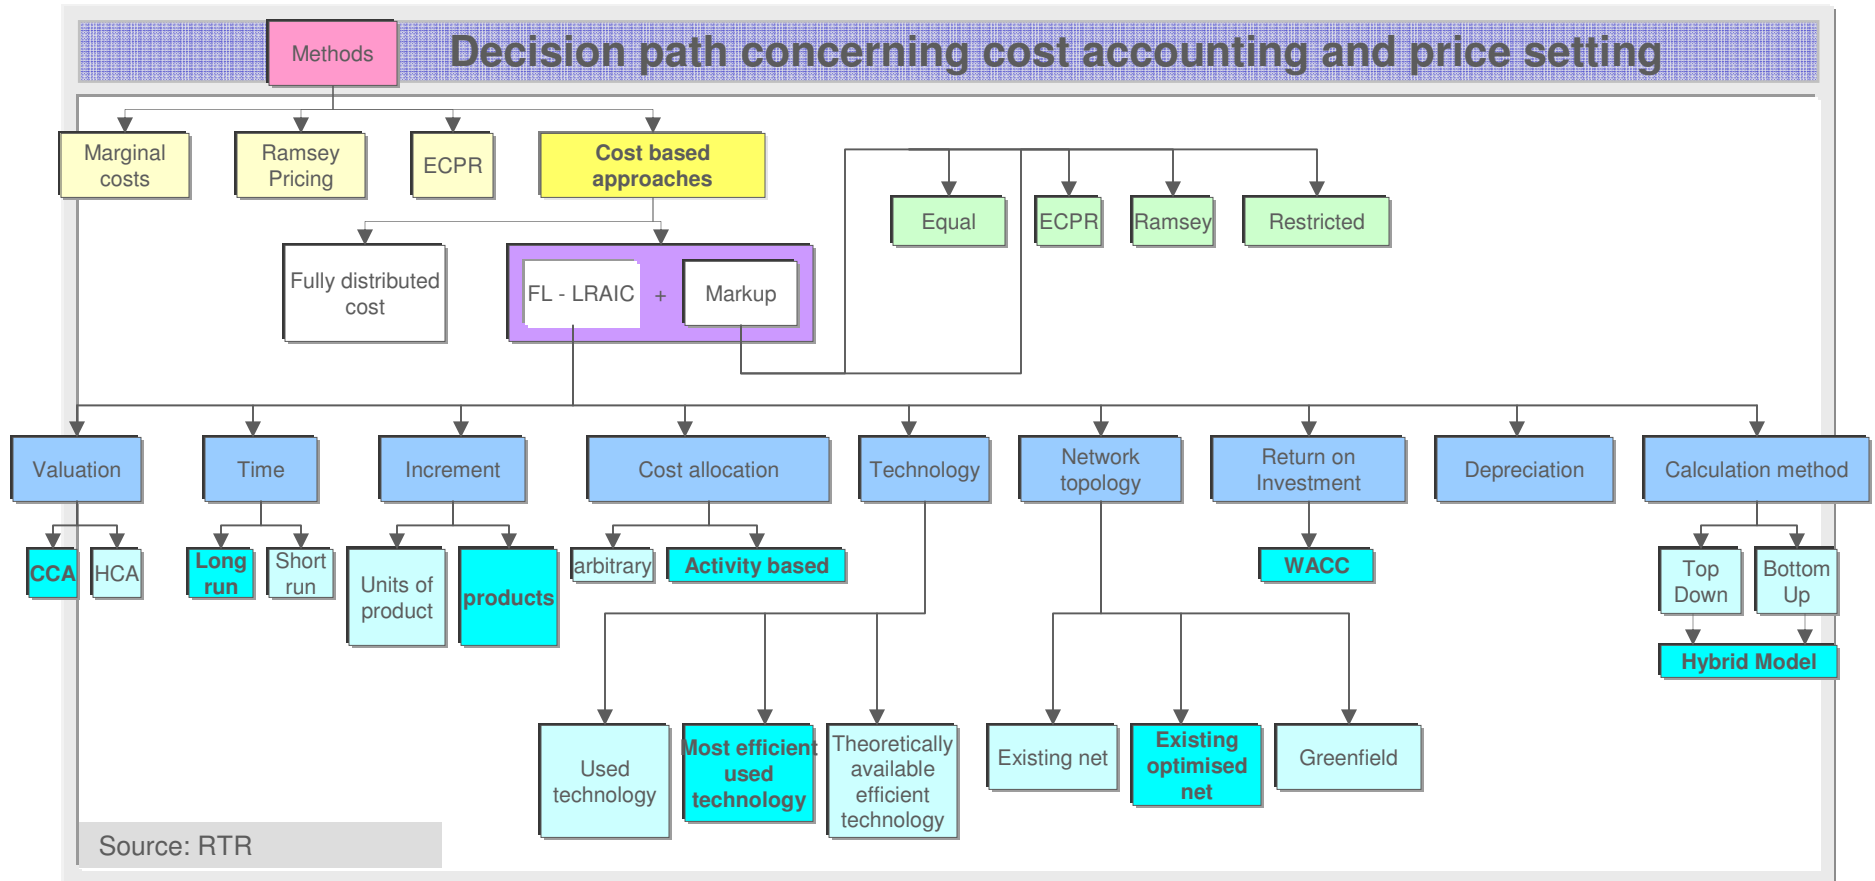 Methods
Decision path concerning cost accounting and price setting
Marginal
costs
Ramsey
Pricing
ECPR
Cost based
approaches
Equal
ECPR
Ramsey
Restricted
Fully distributed
cost
FL - LRAIC
+
Markup
Valuation
Time
Increment
Cost allocation
Technology
Network
topology
Return on
Investment
Depreciation
Calculation method
CCA
HCA
Long
run
Short
run
Units of
product
products
arbitrary
Activity based
WACC
Top
Down
Bottom
Up
Hybrid Model
Used
technology
Most efficient
used
technology
Theoretically
available
efficient
technology
Existing net
Existing
optimised
net
Greenfield
Source: RTR